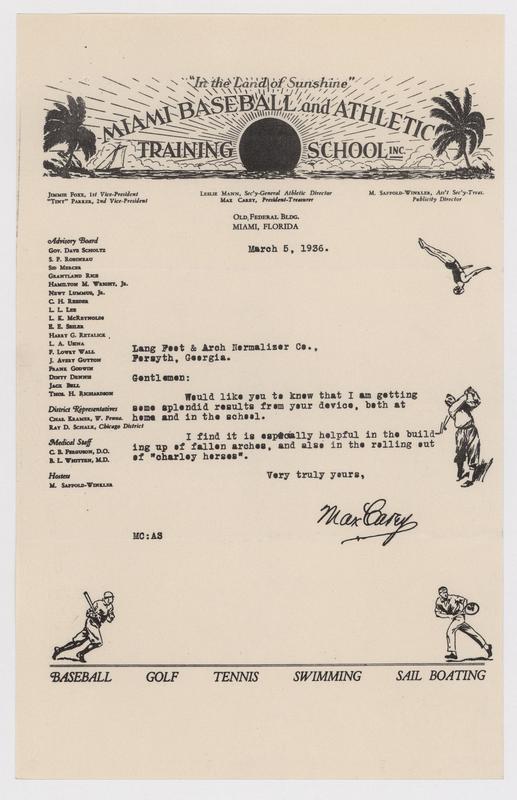 "In the Land of Sunshine"
MIAMI BASEBALL and ATHLETIC
TRAINING SCHOOL INC.
JIMMIE FOXX, 1st Vice-President
"TINY" PARKER, 2nd Vice-President
LESLIE MANN, Sec'y-General Athletic Director
MAX CAREY, President-Treasurer
M. SAFFOLD-WINKLER, Ass't Sec'y-Treas.
Publicity Director
OLD FEDERAL BLDG.
MIAMI, FLORIDA
March 5, 1936.
Advisory Board
GOV. DAVE SCHOLTZ
S. P. ROBINEAU
SID MERCER
GRANTLAND RICE
HAMILTON M. WRIGHT, JR.
NEWT LUMMUS, JR.
C. H. REEDER
L. L. LEE
L. K. MCREYNOLDS
E. E. SEILER
HARRY G. RETALICK
L. A. USINA
F. LOWRY WALL
J. AVERY GUYTON
FRANK GODWIN
DINTY DENNIS
JACK BELL
THOS. H. RICHARDSON
District Representatives
CHAS. KRAMER, W. Penna.
RAY D. SCHALK, Chicago District
Medical Staff
C. B. FERGUSON, D.O.
B. L. WHITTEN, M.D.
Hostess
M. SAFFOLD-WINKLER
Lang Foot & Arch Normalizer Co.,
Forsyth, Georgia.
Gentlemen:
Would like you to know that I am getting
some splendid results from your device, both at
home and in the school.
I find it is especially helpful in the build-
ing up of fallen arches, and also in the rolling out
of "charley horses".
Very truly yours,
Max Carey
MC:AS
BASEBALL GOLF TENNIS SWIMMING SAIL BOATING